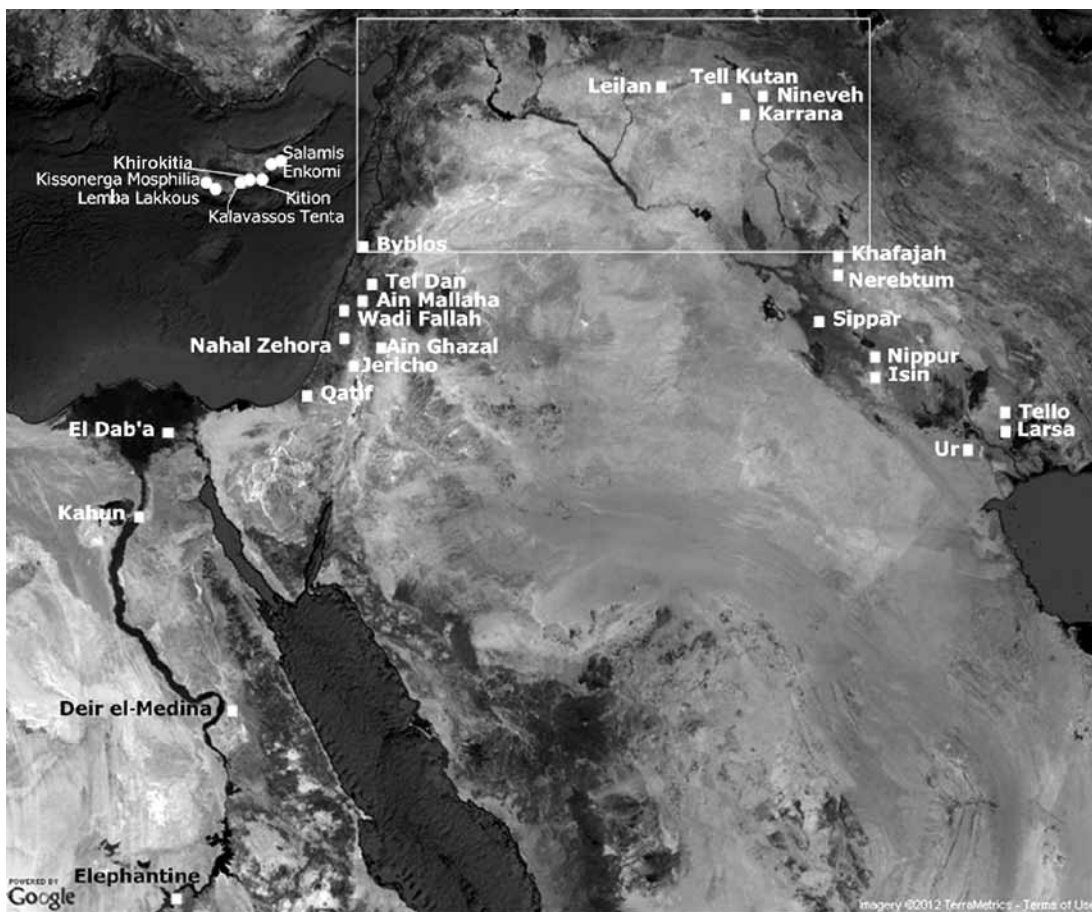 Leilan
Tell Kutan
Nineveh
Karrana
Khirokitia
Salamis
Enkomi
Kissonerga Mosphilia
Lemba Lakkous
Kition
Kalavassos Tenta
Byblos
Khafajah
Nerebtum
Tel Dan
Ain Mallaha
Wadi Fallah
Sippar
Nahal Zehora
Ain Ghazal
Jericho
Nippur
Isin
Qatif
Tello
Larsa
El Dab'a
Ur
Kahun
Deir el-Medina
Elephantine
POWERED BY
Google
Imagery ©2012 TerraMetrics - Terms of Us